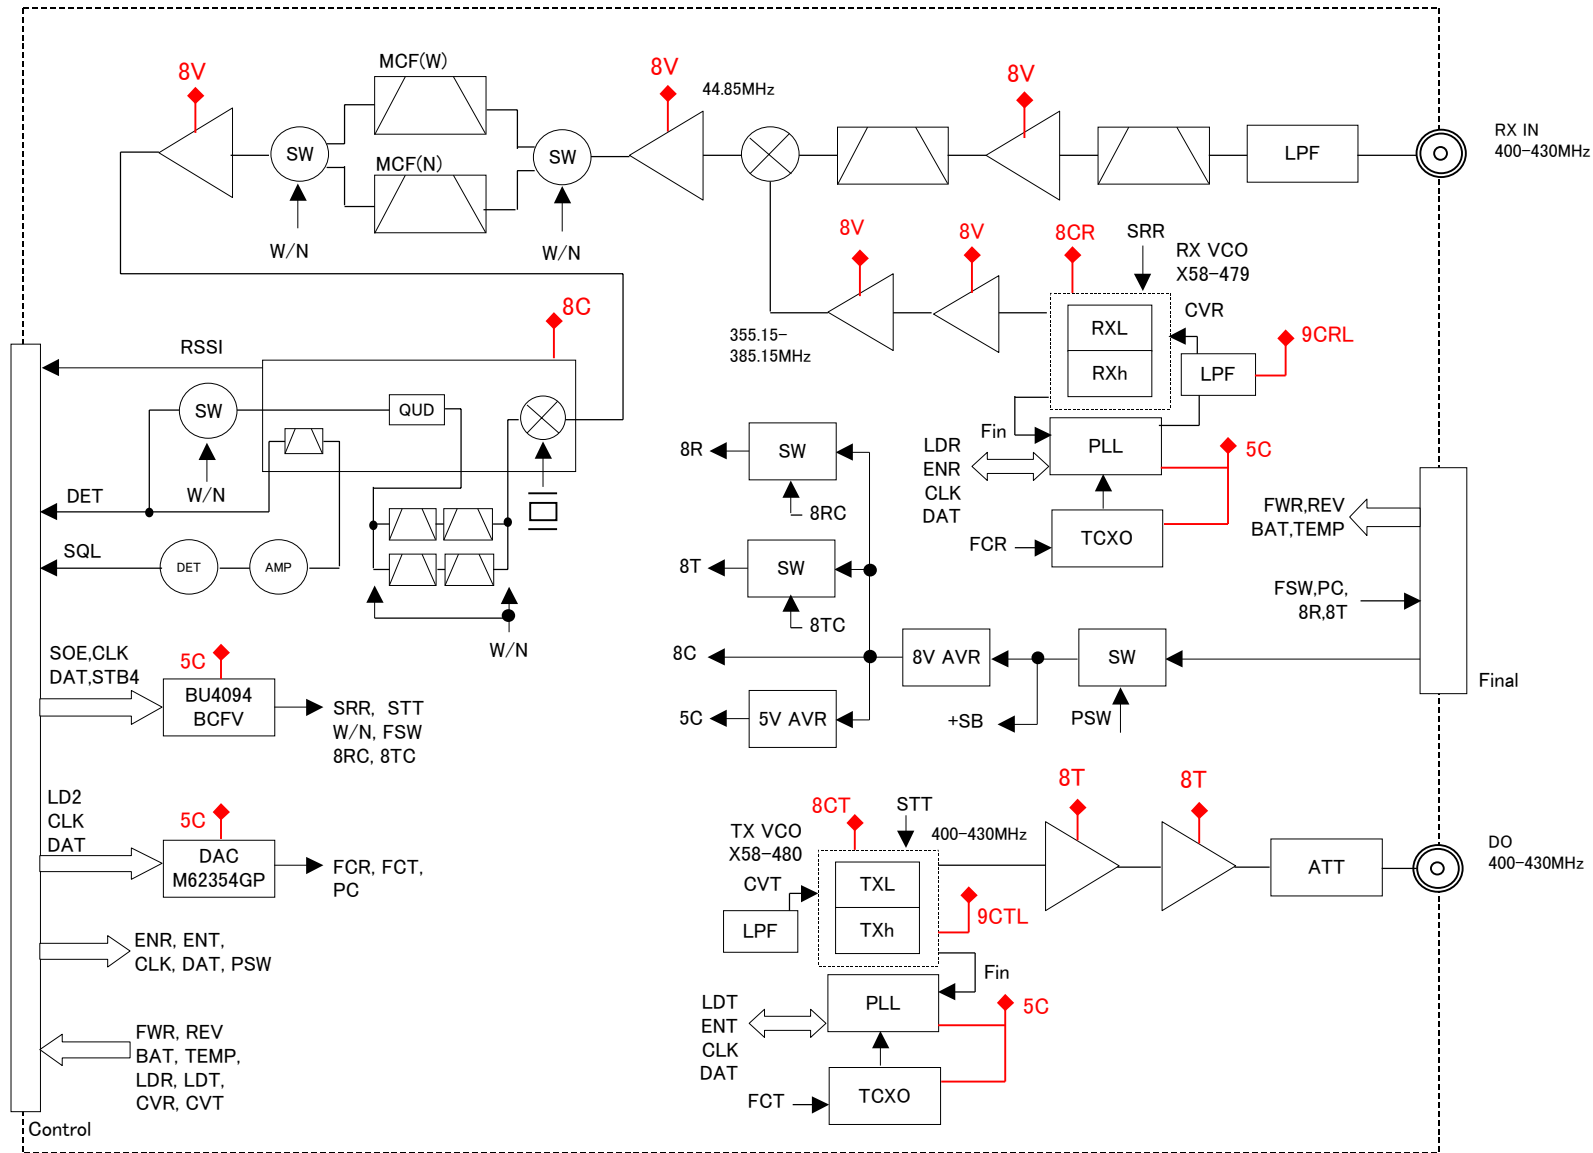 8V
MCF(W)
8V
44.85MHz
8V
RX IN
400-430MHz
SW
SW
LPF
MCF(N)
W/N
W/N
8V
8V
8CR
SRR
RX VCO
X58-479
8C
355.15-
385.15MHz
RXL
RXh
CVR
9CRL
LPF
RSSI
SW
QUD
W/N
Fin
PLL
5C
LDR
ENR
CLK
DAT
8R
SW
8RC
DET
FCR
TCXO
FWR,REV
BAT,TEMP
SQL
DET
AMP
8T
SW
8TC
FSW,PC,
8R,8T
W/N
8C
8V AVR
SW
Final
SOE,CLK
DAT,STB4
5C
BU4094
BCFV
SRR, STT
W/N, FSW
8RC, 8TC
5C
5V AVR
+SB
PSW
LD2
CLK
DAT
5C
DAC
M62354GP
FCR, FCT,
PC
8CT
STT
TX VCO
X58-480
400-430MHz
8T
8T
DO
400-430MHz
CVT
TXL
TXh
LPF
9CTL
ATT
ENR, ENT,
CLK, DAT, PSW
Fin
PLL
5C
LDT
ENT
CLK
DAT
FWR, REV
BAT, TEMP,
LDR, LDT,
CVR, CVT
FCT
TCXO
Control